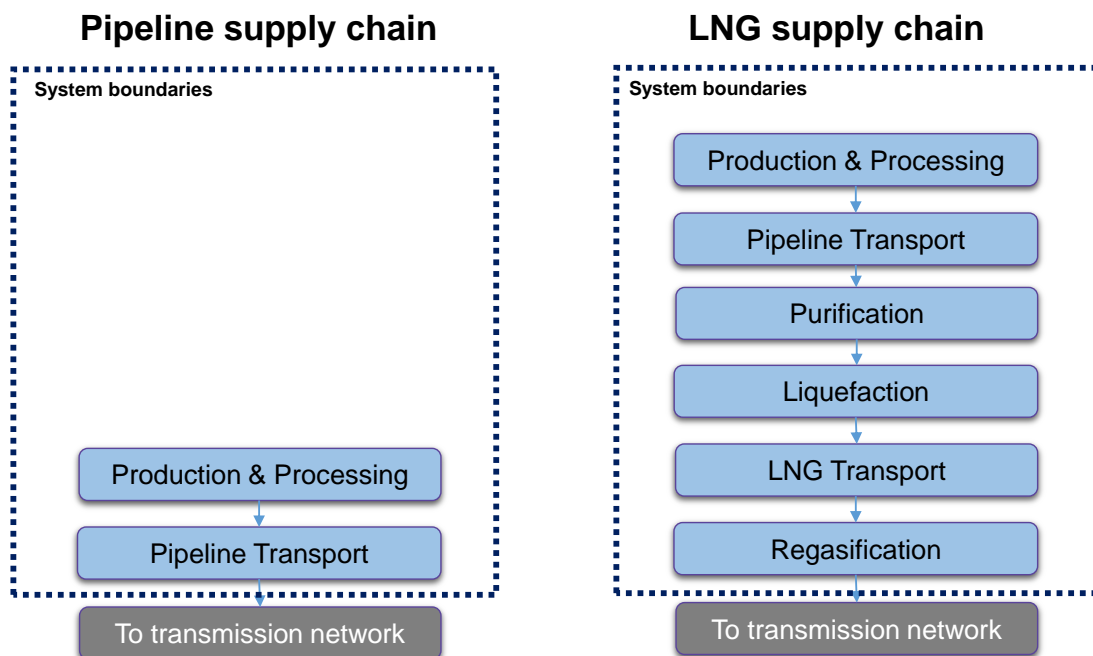 Pipeline supply chain
System boundaries
Production & Processing
Pipeline Transport
To transmission network
LNG supply chain
System boundaries
Production & Processing
Pipeline Transport
Purification
Liquefaction
LNG Transport
Regasification
To transmission network